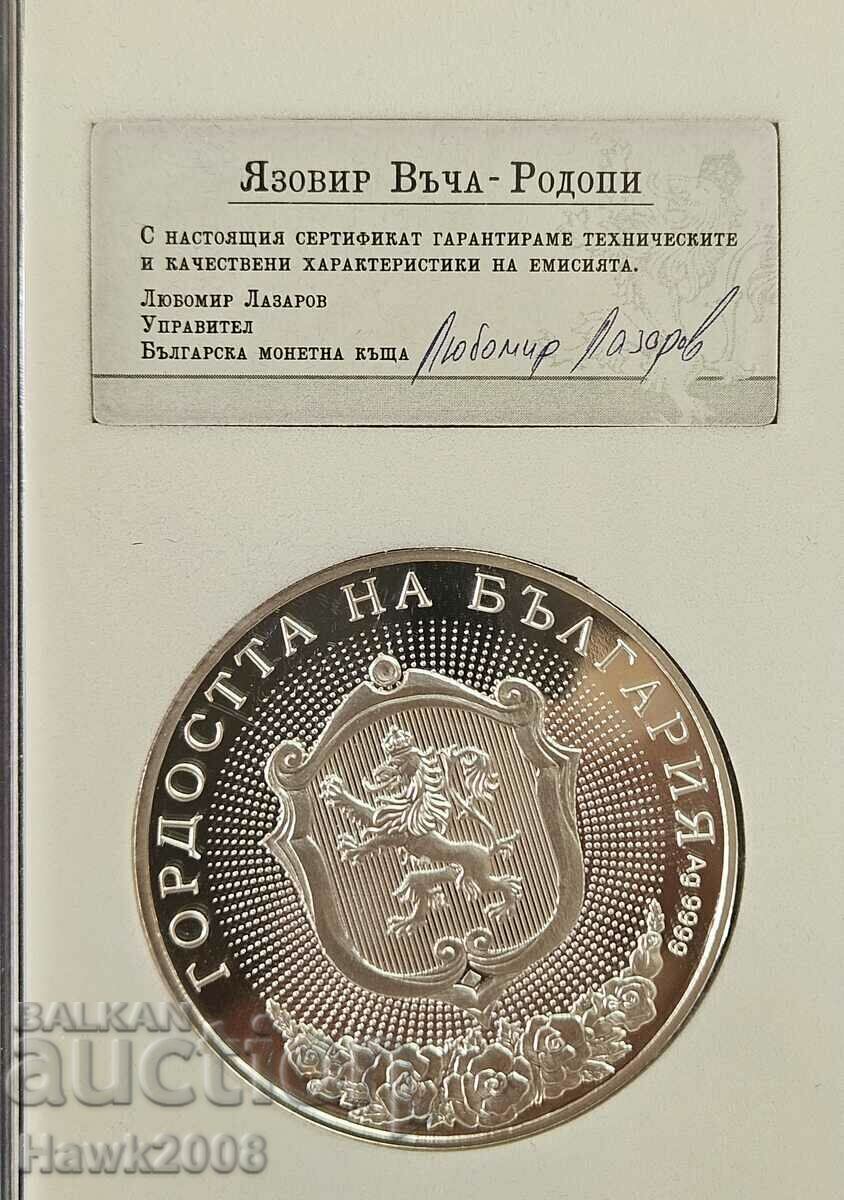 Язовир Въча - Родопи
С настоящия сертификат гарантираме техническите
и качествени характеристики на емисията.
Любомир Лазаров
Управител
Българска монетна къща
Любомир Лазаров
ГОРДОСТТА НА БЪЛГАРИЯ
Ag 9999
BALKAN
auction
Hawk2008